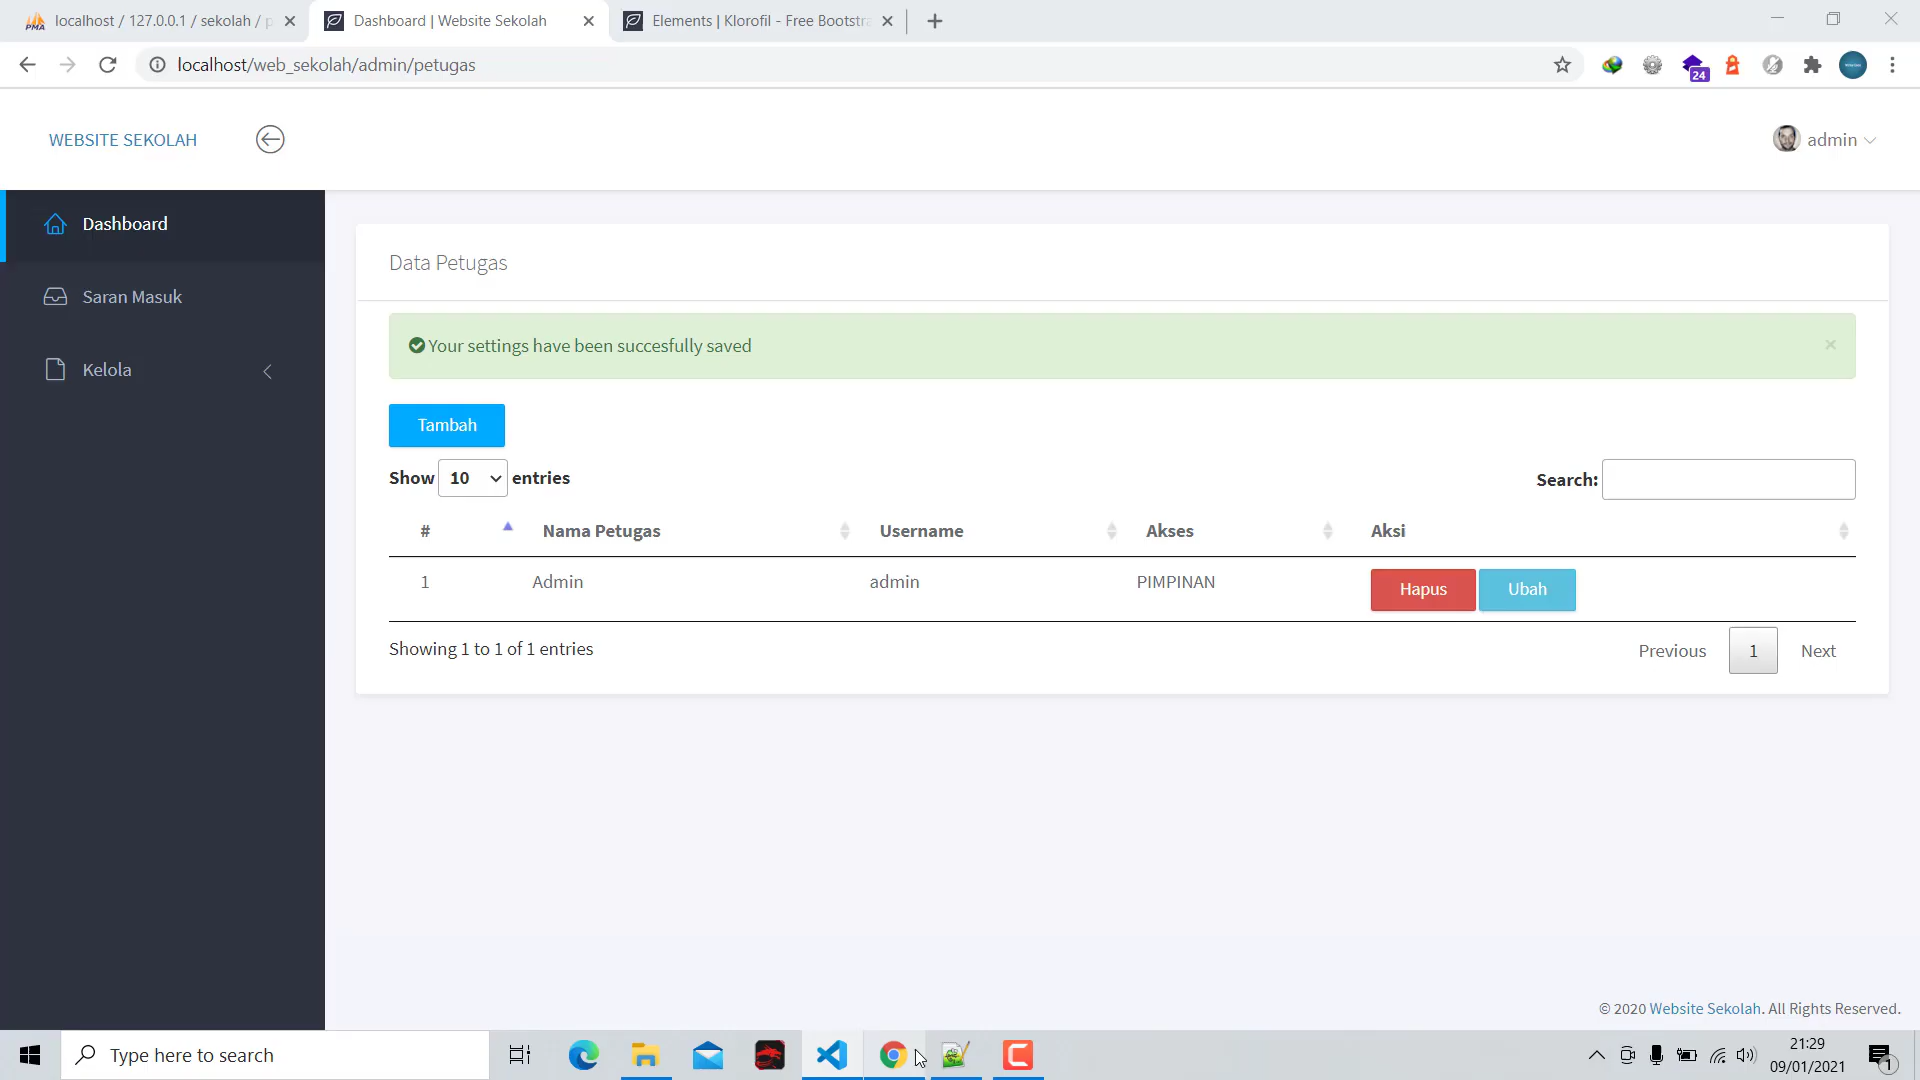 localhost / 127.0.0.1 / sekolah / p
Dashboard | Website Sekolah
Elements | Klorofil - Free Bootstra
localhost/web_sekolah/admin/petugas
24
WEBSITE SEKOLAH
admin
Dashboard
Saran Masuk
Kelola
Data Petugas
Your settings have been succesfully saved
×
Tambah
Show 10 entries
Search:
# Nama Petugas Username Akses Aksi
1 Admin admin PIMPINAN Hapus Ubah
Showing 1 to 1 of 1 entries
Previous 1 Next
© 2020 Website Sekolah. All Rights Reserved.
Type here to search
21:29
09/01/2021
1